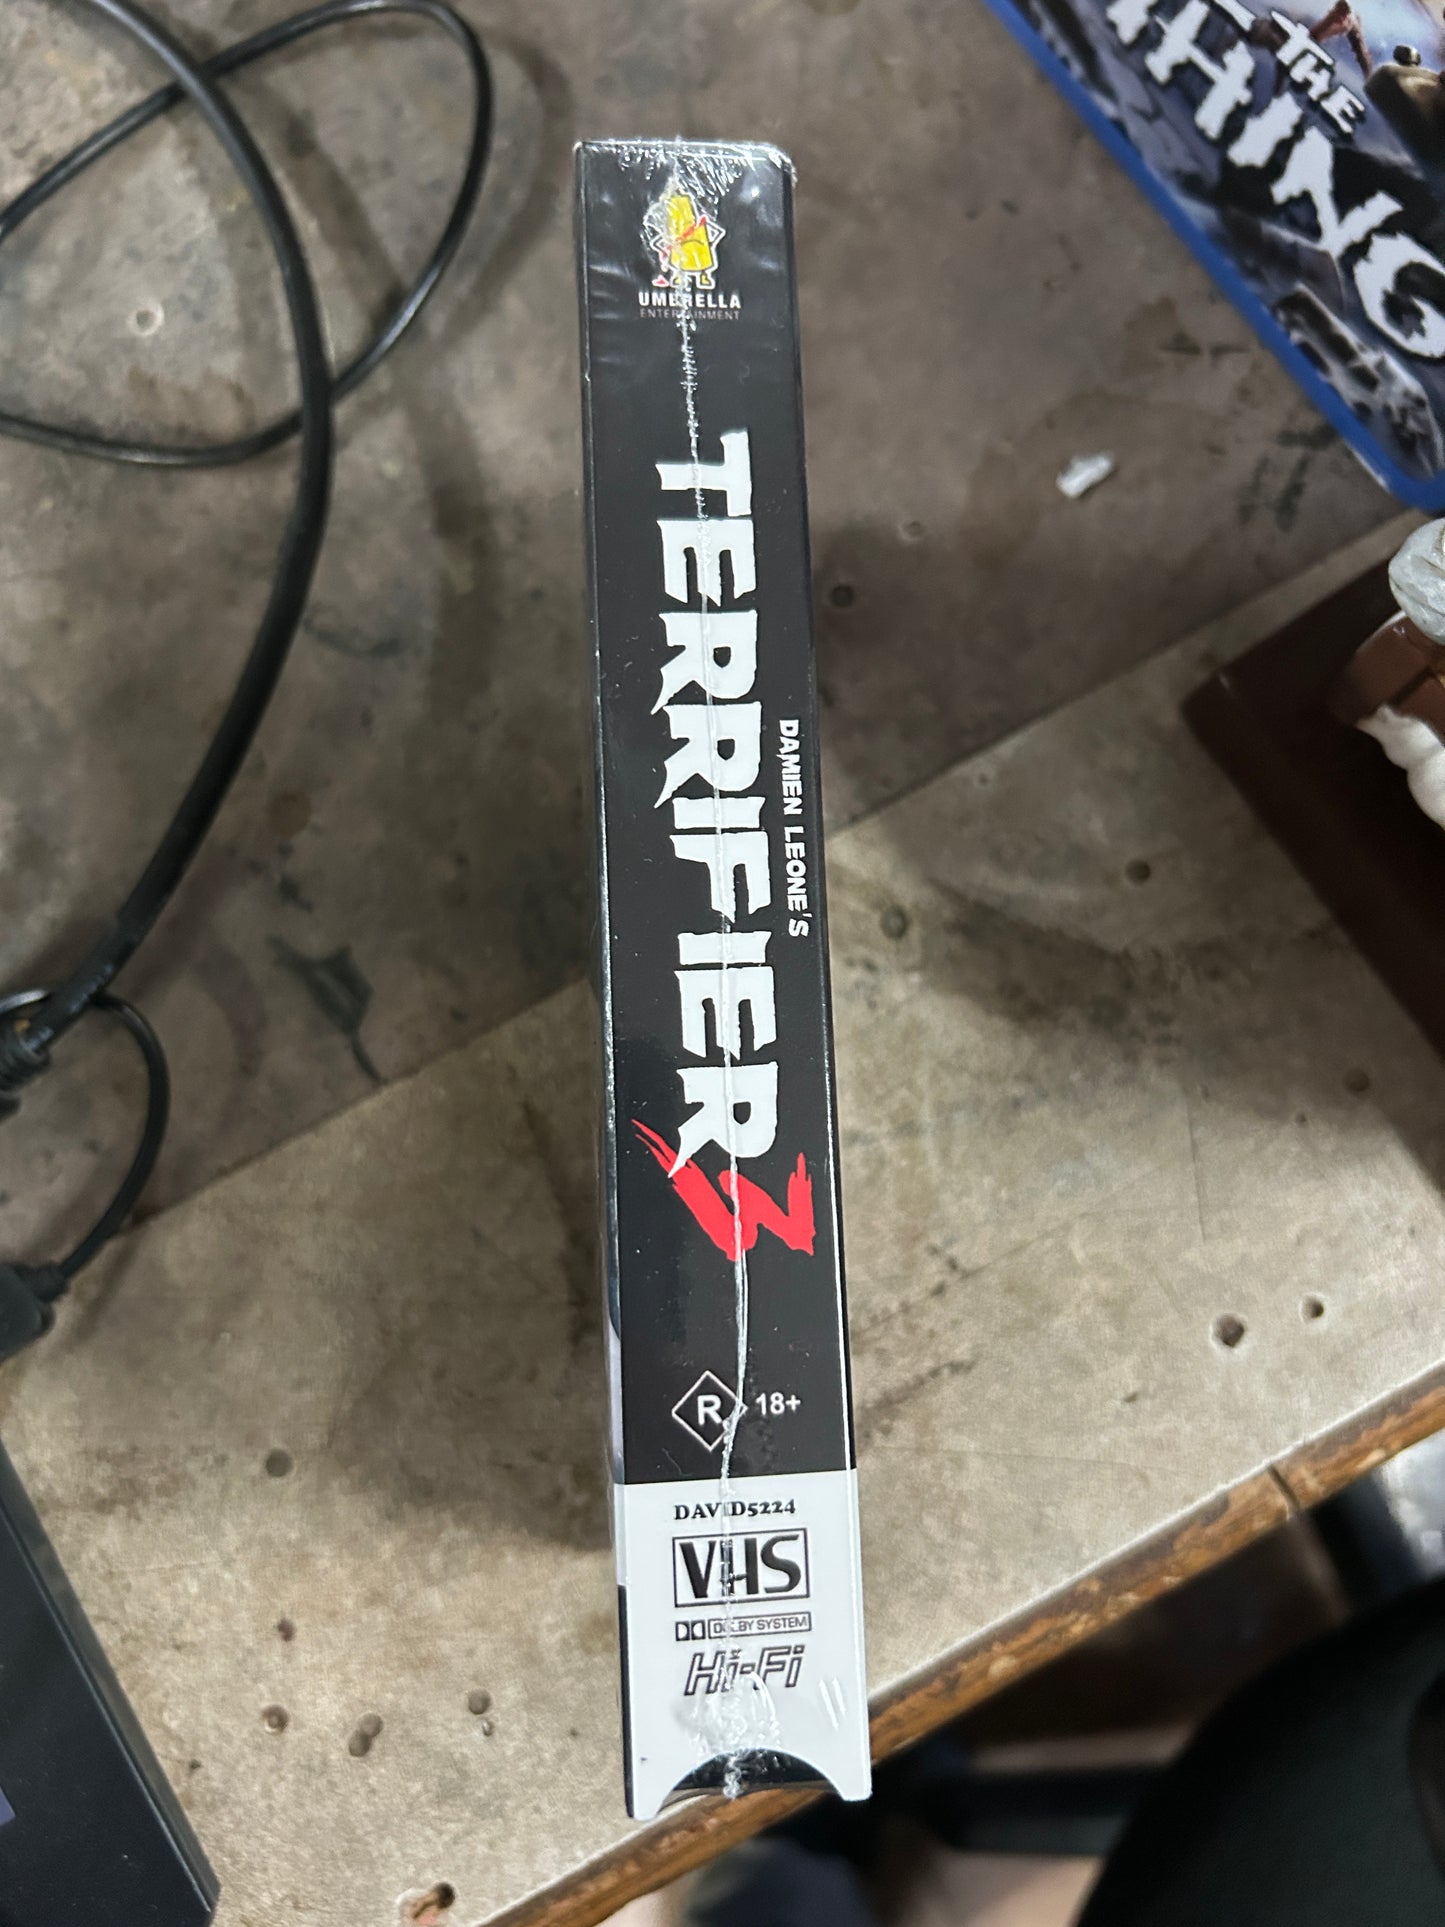 THE
THING
UMBRELLA
ENTERTAINMENT
DAMIEN LEONE'S
TERRIFIER
3
R 18+
DAVID5224
VHS
DOLBY SYSTEM
Hi-Fi